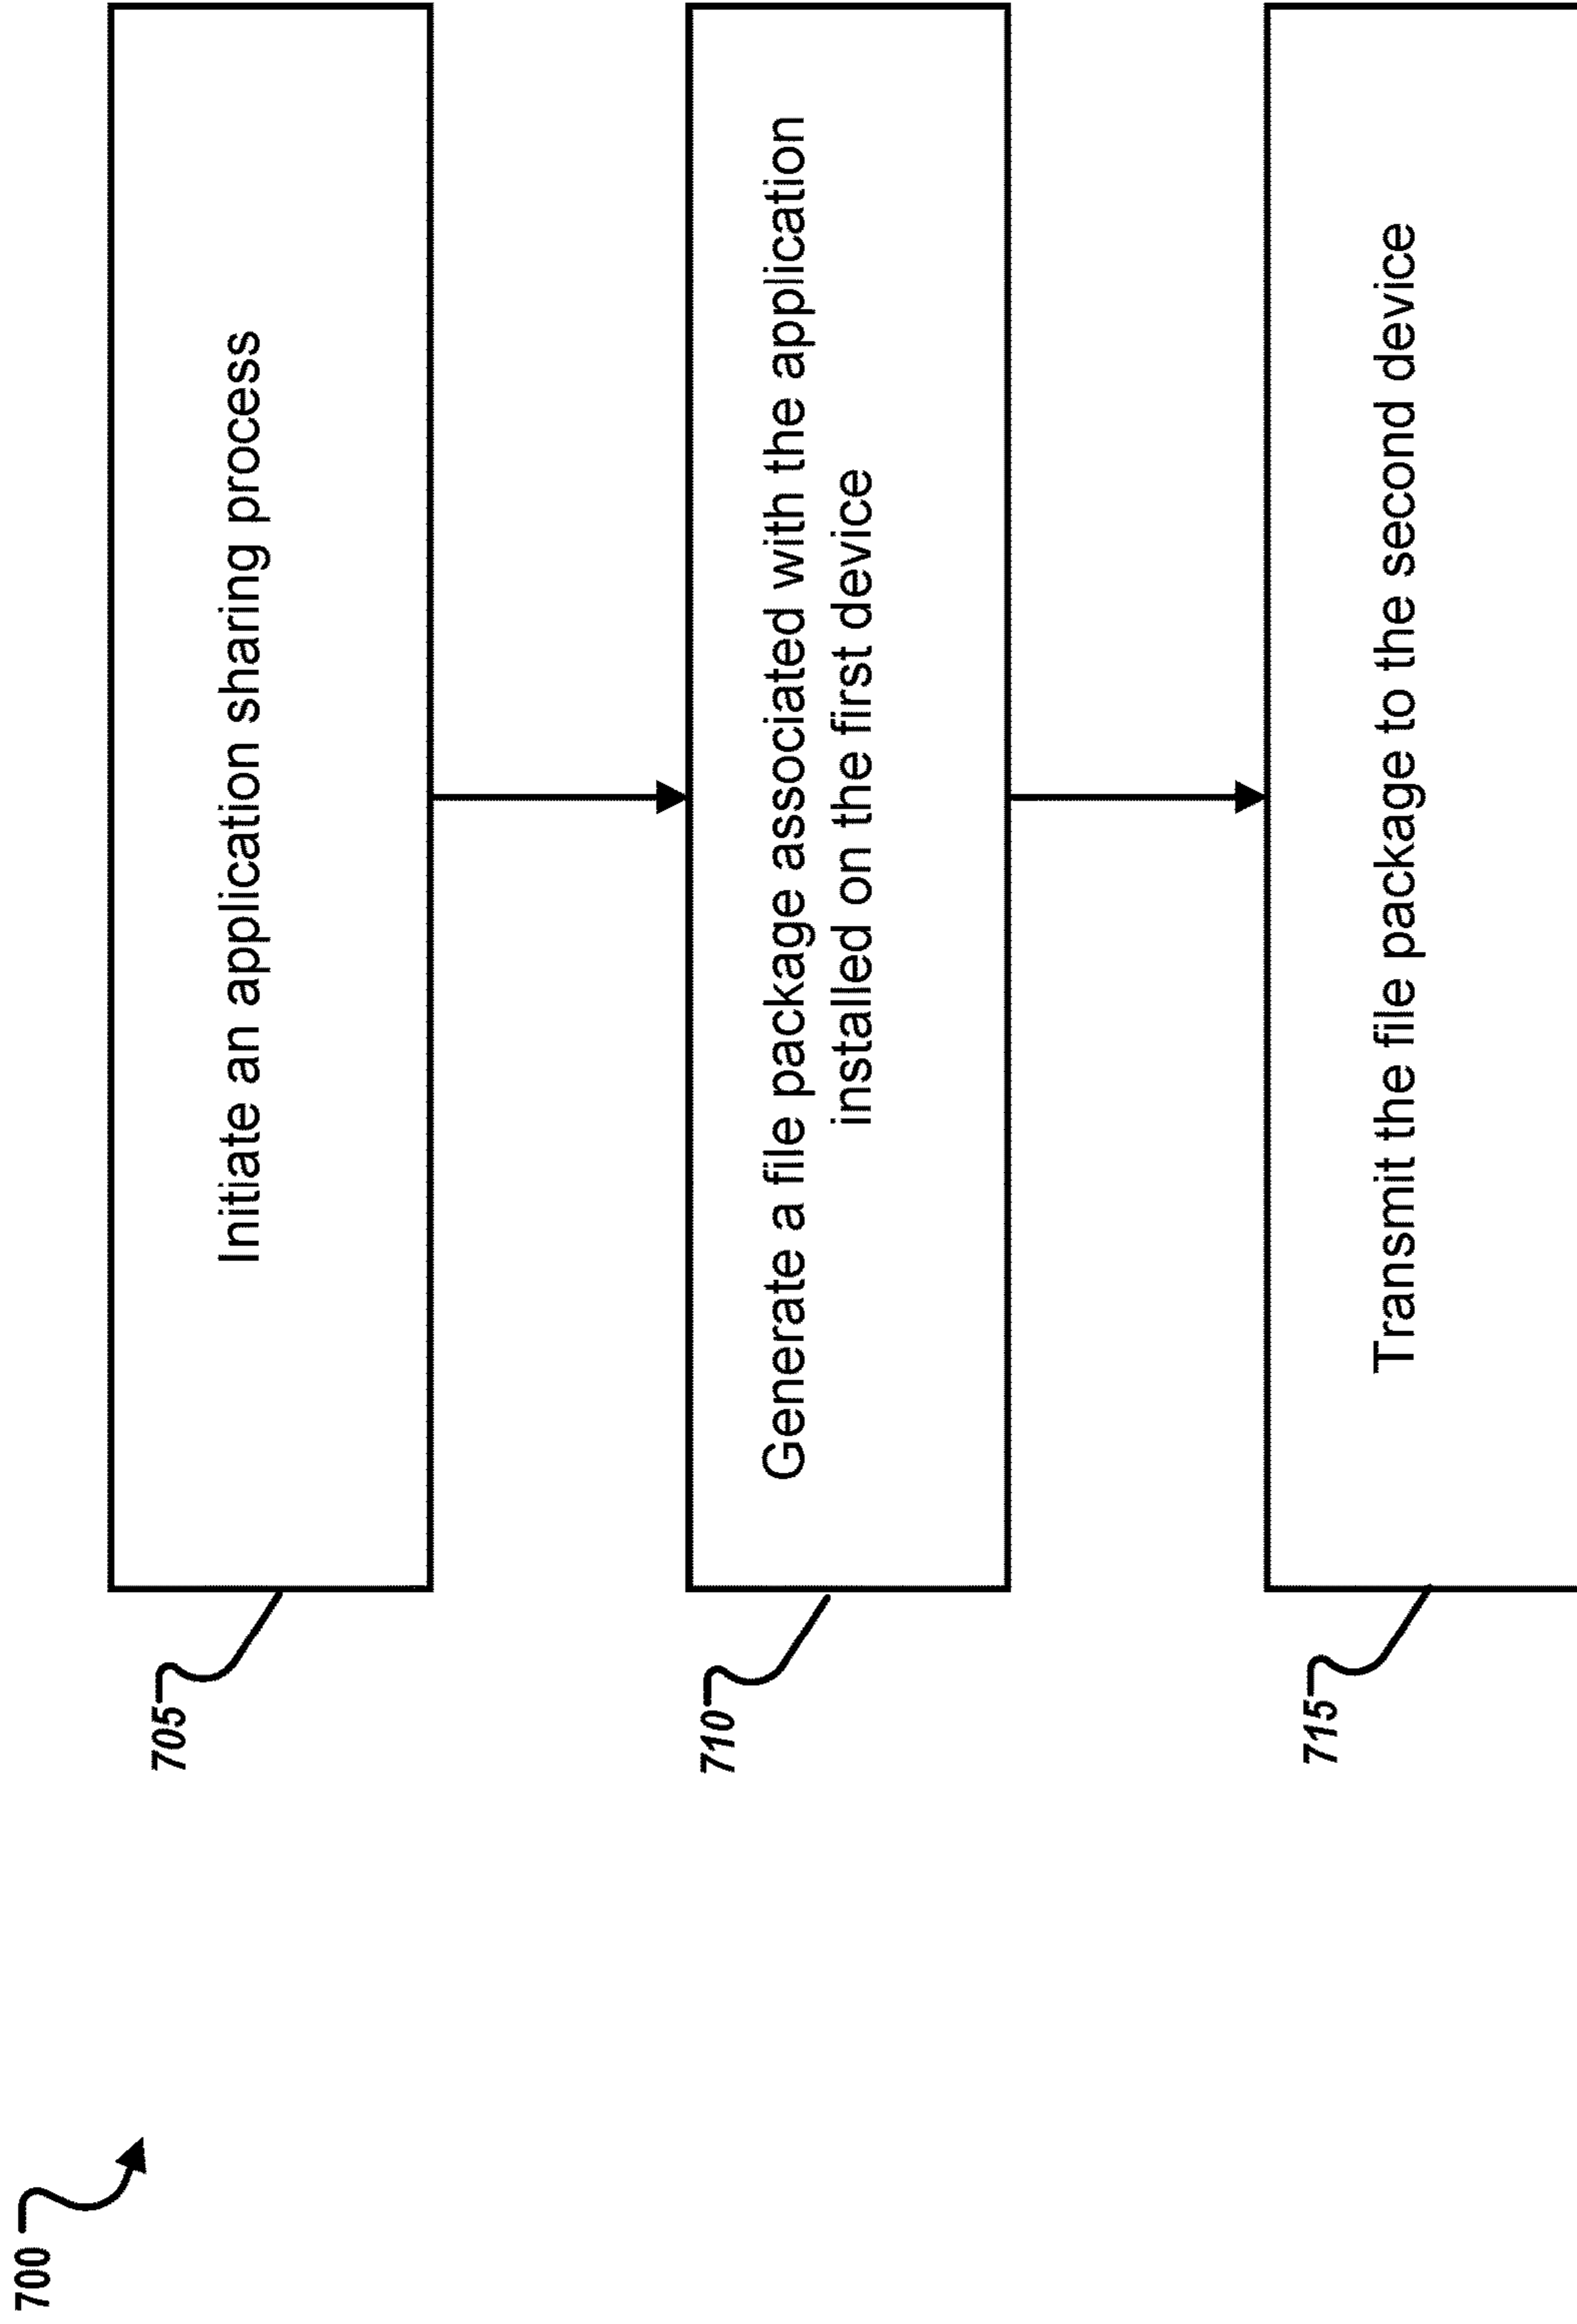 700
705
Initiate an application sharing process
710
Generate a file package associated with the application
installed on the first device
715
Transmit the file package to the second device